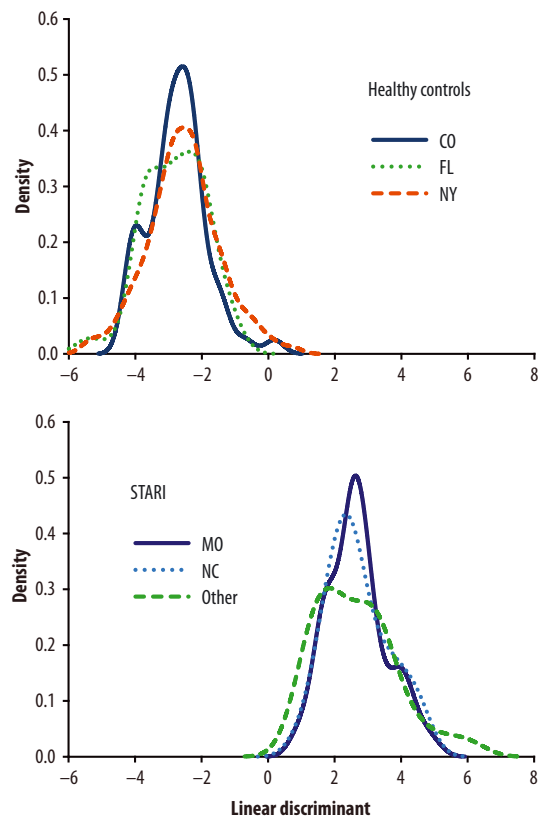 0.6
0.5
0.4
0.3
0.2
0.1
0.0
Density
Healthy controls
CO
FL
NY
−6 −4 −2 0 2 4 6 8
0.6
0.5
0.4
0.3
0.2
0.1
0.0
Density
STARI
MO
NC
Other
−6 −4 −2 0 2 4 6 8
Linear discriminant